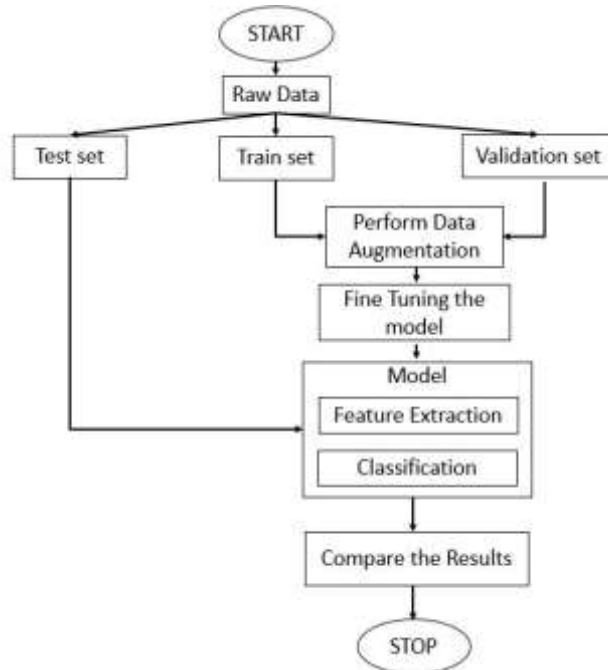 START
Raw Data
Test set
Train set
Validation set
Perform Data
Augmentation
Fine Tuning the
model
Model
Feature Extraction
Classification
Compare the Results
STOP